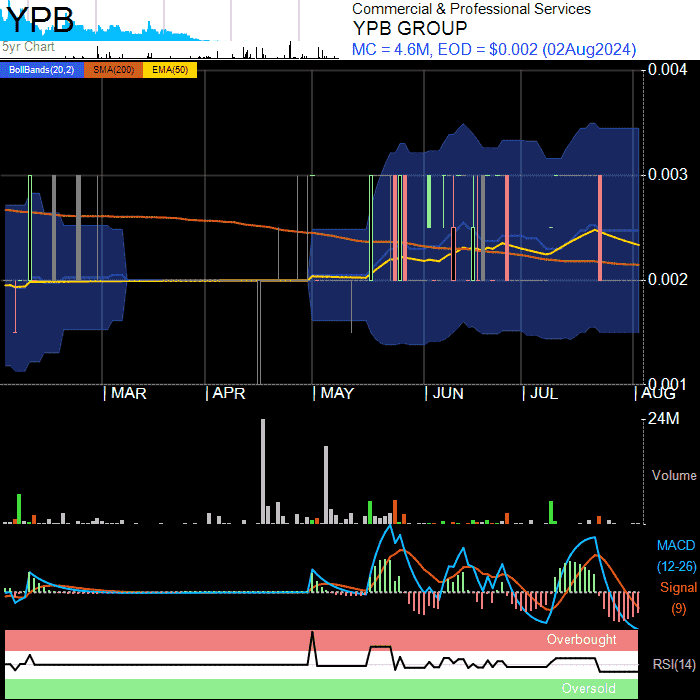 YPB
5yr Chart
Commercial & Professional Services
YPB GROUP
MC = 4.6M, EOD = $0.002 (02Aug2024)
BollBands(20,2) SMA(200) EMA(50)
0.004
0.003
0.002
0.001
MAR APR MAY JUN JUL AUG
24M
Volume
MACD
(12-26)
Signal
(9)
Overbought
RSI(14)
Oversold